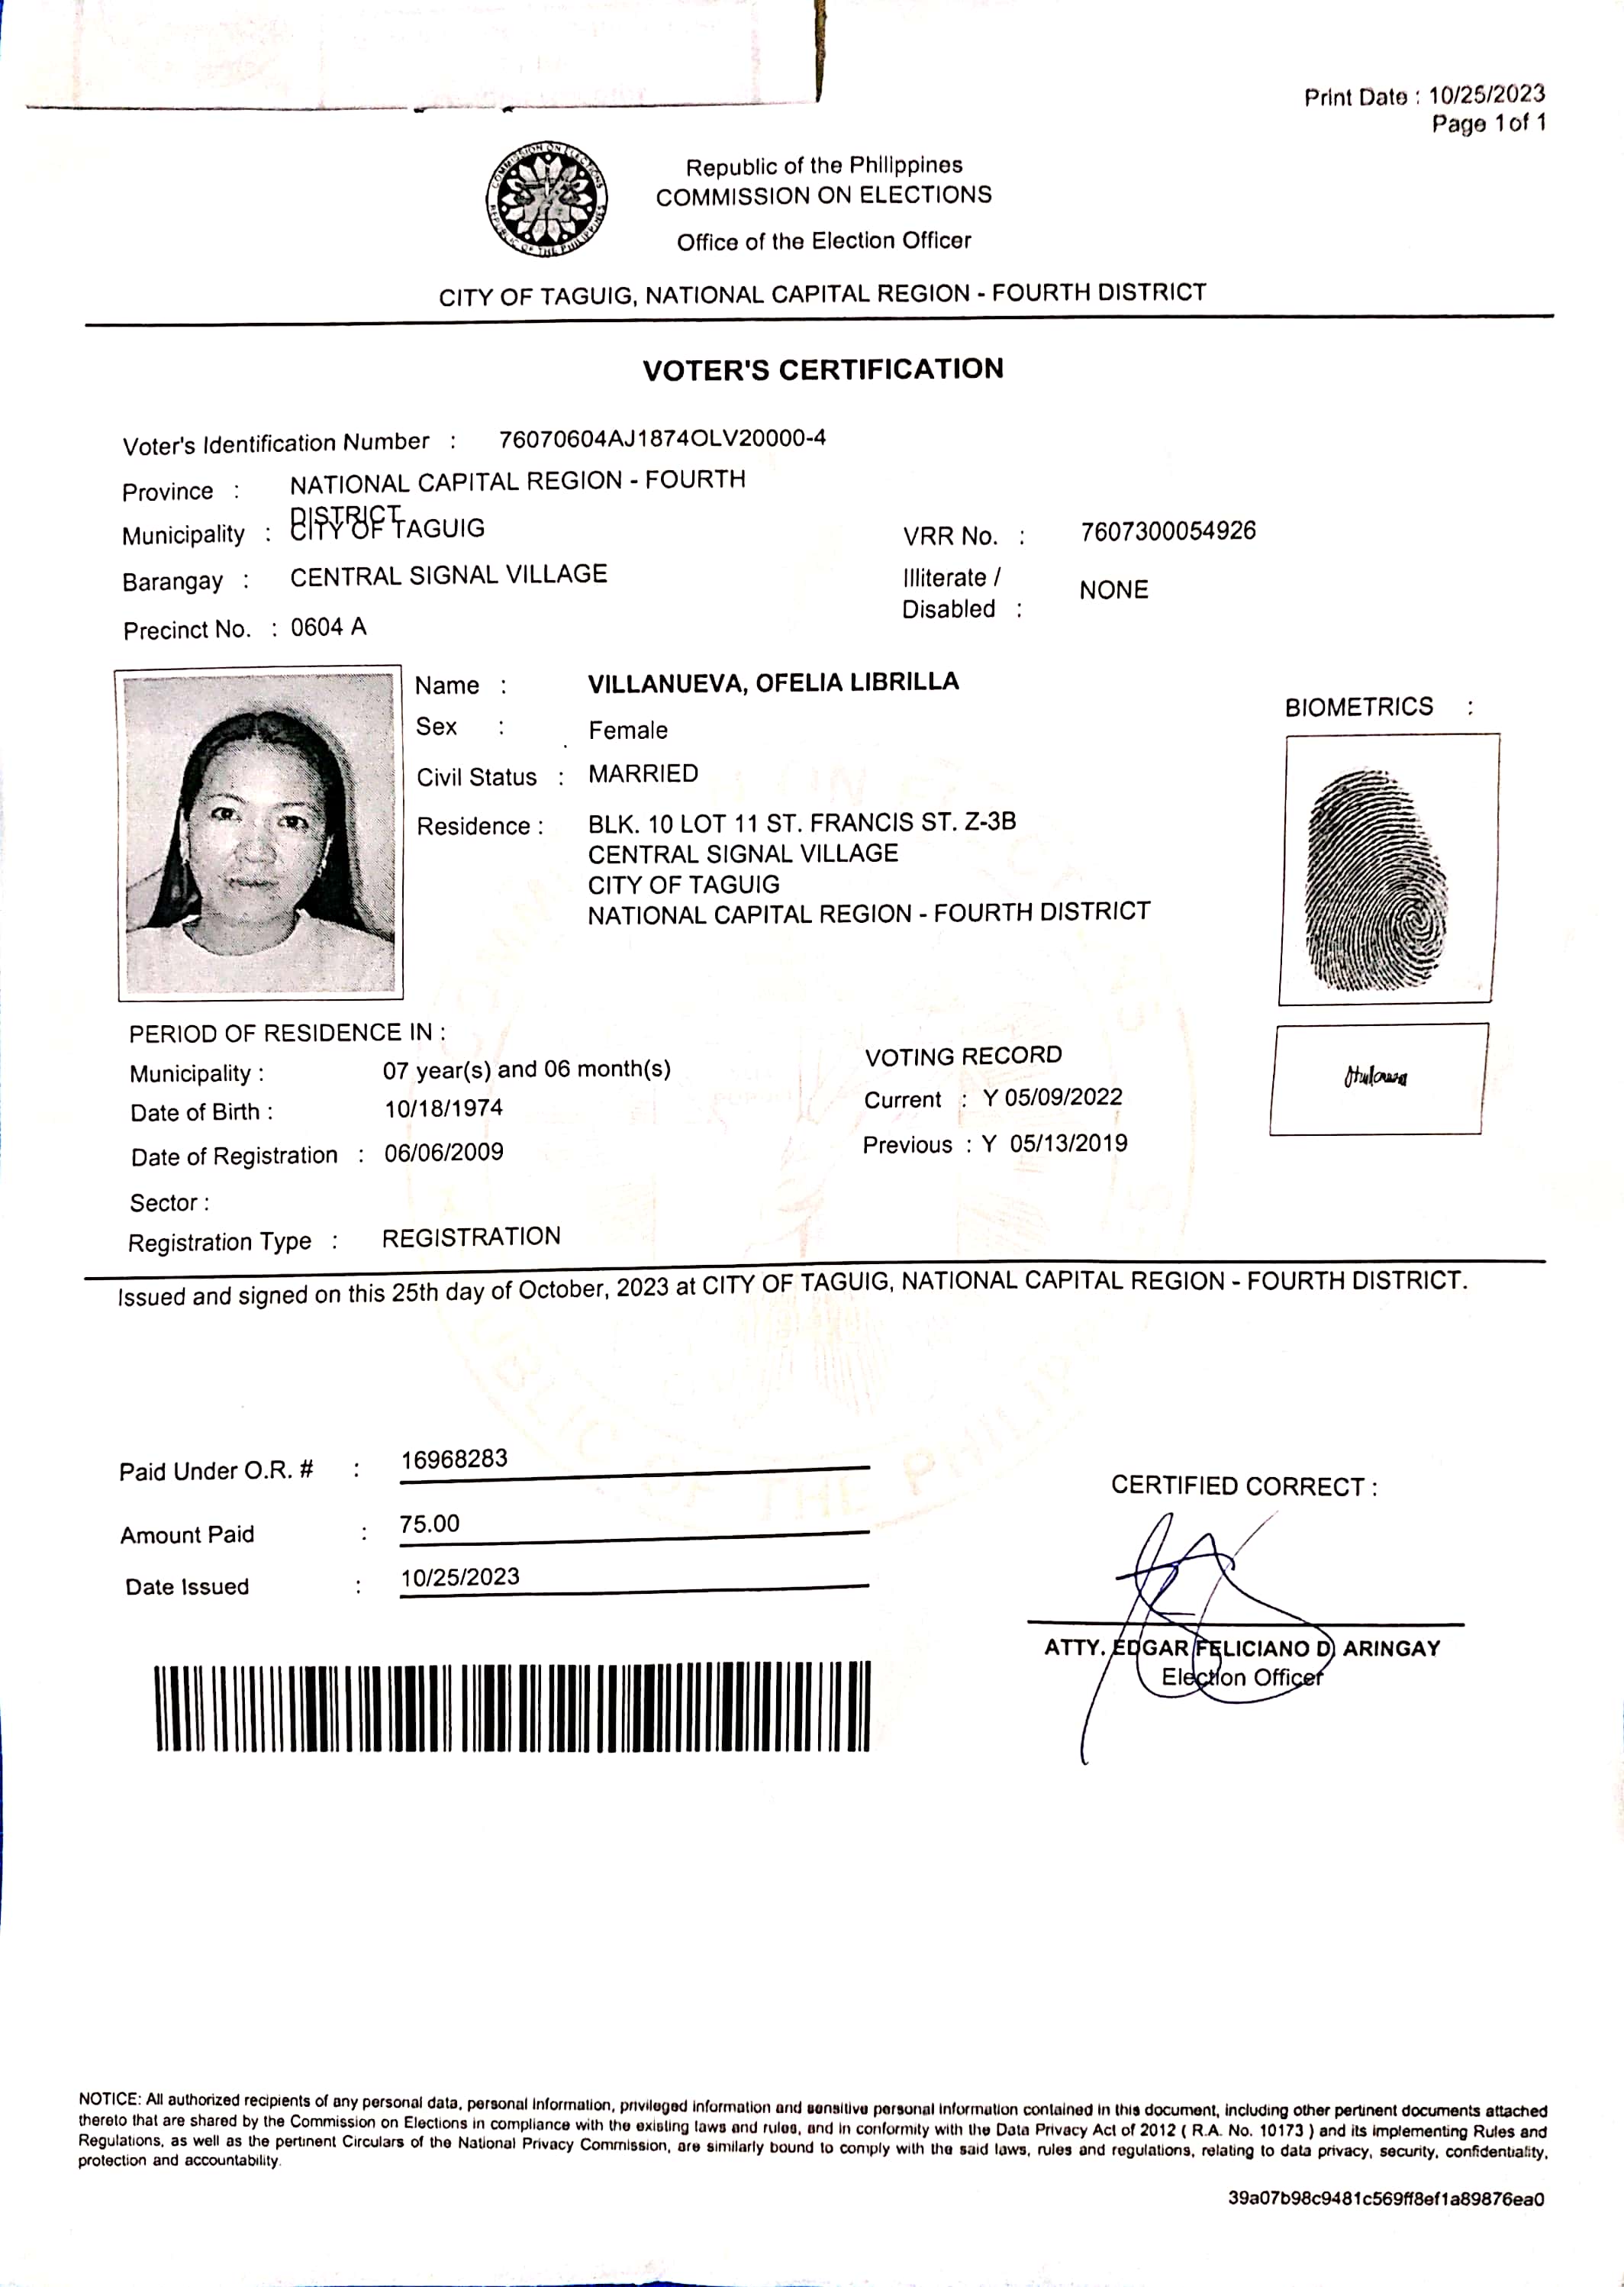 Print Date : 10/25/2023
Page 1 of 1
COMMISSION ON ELECTIONS
REPUBLIC OF THE PHILIPPINES
Republic of the Philippines
COMMISSION ON ELECTIONS
Office of the Election Officer
CITY OF TAGUIG, NATIONAL CAPITAL REGION - FOURTH DISTRICT
VOTER'S CERTIFICATION
Voter's Identification Number : 76070604AJ1874OLV20000-4
Province : NATIONAL CAPITAL REGION - FOURTH
DISTRICT
Municipality : CITY OF TAGUIG
VRR No. : 7607300054926
Barangay : CENTRAL SIGNAL VILLAGE
Illiterate /
Disabled : NONE
Precinct No. : 0604 A
Name : VILLANUEVA, OFELIA LIBRILLA
Sex : Female
Civil Status : MARRIED
Residence : BLK. 10 LOT 11 ST. FRANCIS ST. Z-3B
CENTRAL SIGNAL VILLAGE
CITY OF TAGUIG
NATIONAL CAPITAL REGION - FOURTH DISTRICT
BIOMETRICS :
PERIOD OF RESIDENCE IN :
Municipality : 07 year(s) and 06 month(s)
Date of Birth : 10/18/1974
Date of Registration : 06/06/2009
Sector :
Registration Type : REGISTRATION
VOTING RECORD
Current : Y 05/09/2022
Previous : Y 05/13/2019
Issued and signed on this 25th day of October, 2023 at CITY OF TAGUIG, NATIONAL CAPITAL REGION - FOURTH DISTRICT.
Paid Under O.R. # : 16968283
Amount Paid : 75.00
Date Issued : 10/25/2023
CERTIFIED CORRECT :
ATTY. EDGAR FELICIANO D. ARINGAY
Election Officer
NOTICE: All authorized recipients of any personal data, personal information, privileged information and sensitive personal information contained in this document, including other pertinent documents attached
thereto that are shared by the Commission on Elections in compliance with the existing laws and rules, and in conformity with the Data Privacy Act of 2012 ( R.A. No. 10173 ) and its Implementing Rules and
Regulations, as well as the pertinent Circulars of the National Privacy Commission, are similarly bound to comply with the said laws, rules and regulations, relating to data privacy, security, confidentiality,
protection and accountability.
39a07b98c9481c569ff8ef1a89876ea0